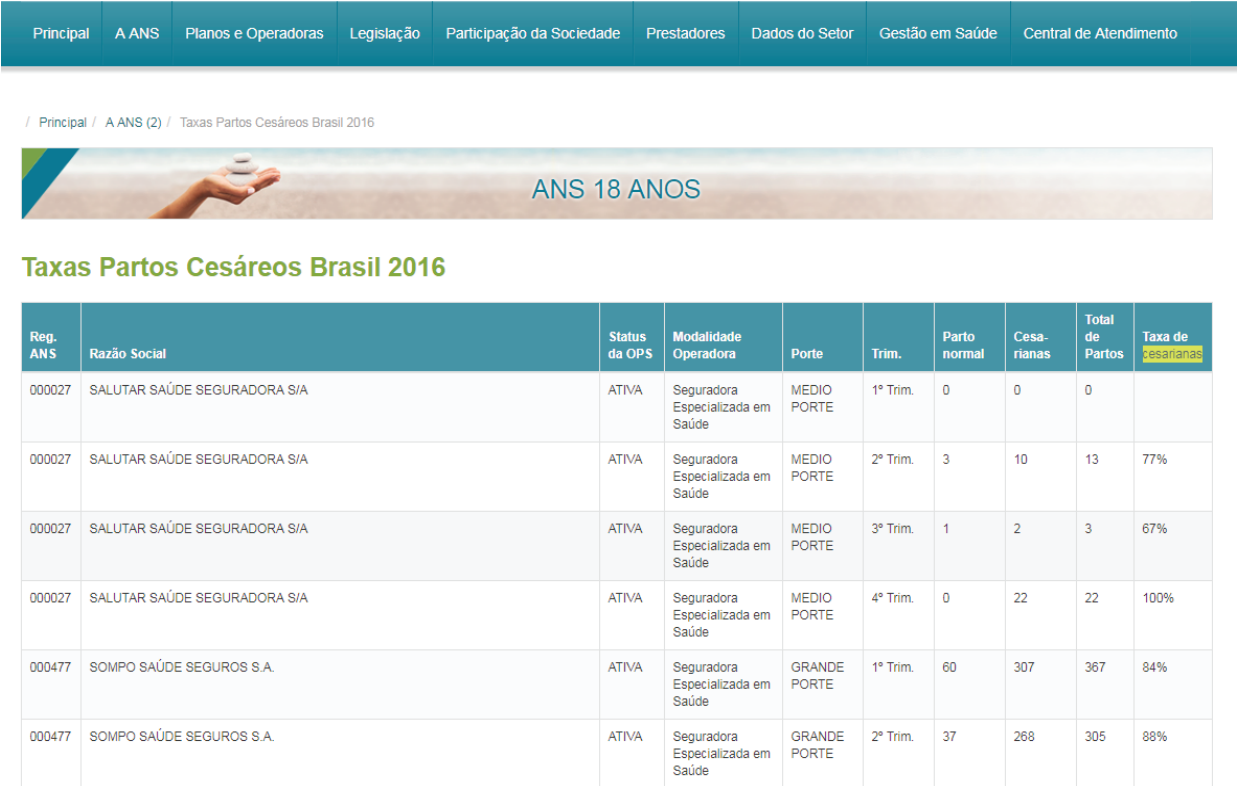 Principal A ANS Planos e Operadoras Legislação Participação da Sociedade Prestadores Dados do Setor Gestão em Saúde Central de Atendimento
/ Principal / A ANS (2) / Taxas Partos Cesáreos Brasil 2016
ANS 18 ANOS
Taxas Partos Cesáreos Brasil 2016
Reg. ANS Razão Social Status da OPS Modalidade Operadora Porte Trim. Parto normal Cesa-rianas Total de Partos Taxa de cesarianas
000027 SALUTAR SAÚDE SEGURADORA S/A ATIVA Seguradora Especializada em Saúde MEDIO PORTE 1º Trim. 0 0 0
000027 SALUTAR SAÚDE SEGURADORA S/A ATIVA Seguradora Especializada em Saúde MEDIO PORTE 2º Trim. 3 10 13 77%
000027 SALUTAR SAÚDE SEGURADORA S/A ATIVA Seguradora Especializada em Saúde MEDIO PORTE 3º Trim. 1 2 3 67%
000027 SALUTAR SAÚDE SEGURADORA S/A ATIVA Seguradora Especializada em Saúde MEDIO PORTE 4º Trim. 0 22 22 100%
000477 SOMPO SAÚDE SEGUROS S.A. ATIVA Seguradora Especializada em Saúde GRANDE PORTE 1º Trim. 60 307 367 84%
000477 SOMPO SAÚDE SEGUROS S.A. ATIVA Seguradora Especializada em Saúde GRANDE PORTE 2º Trim. 37 268 305 88%